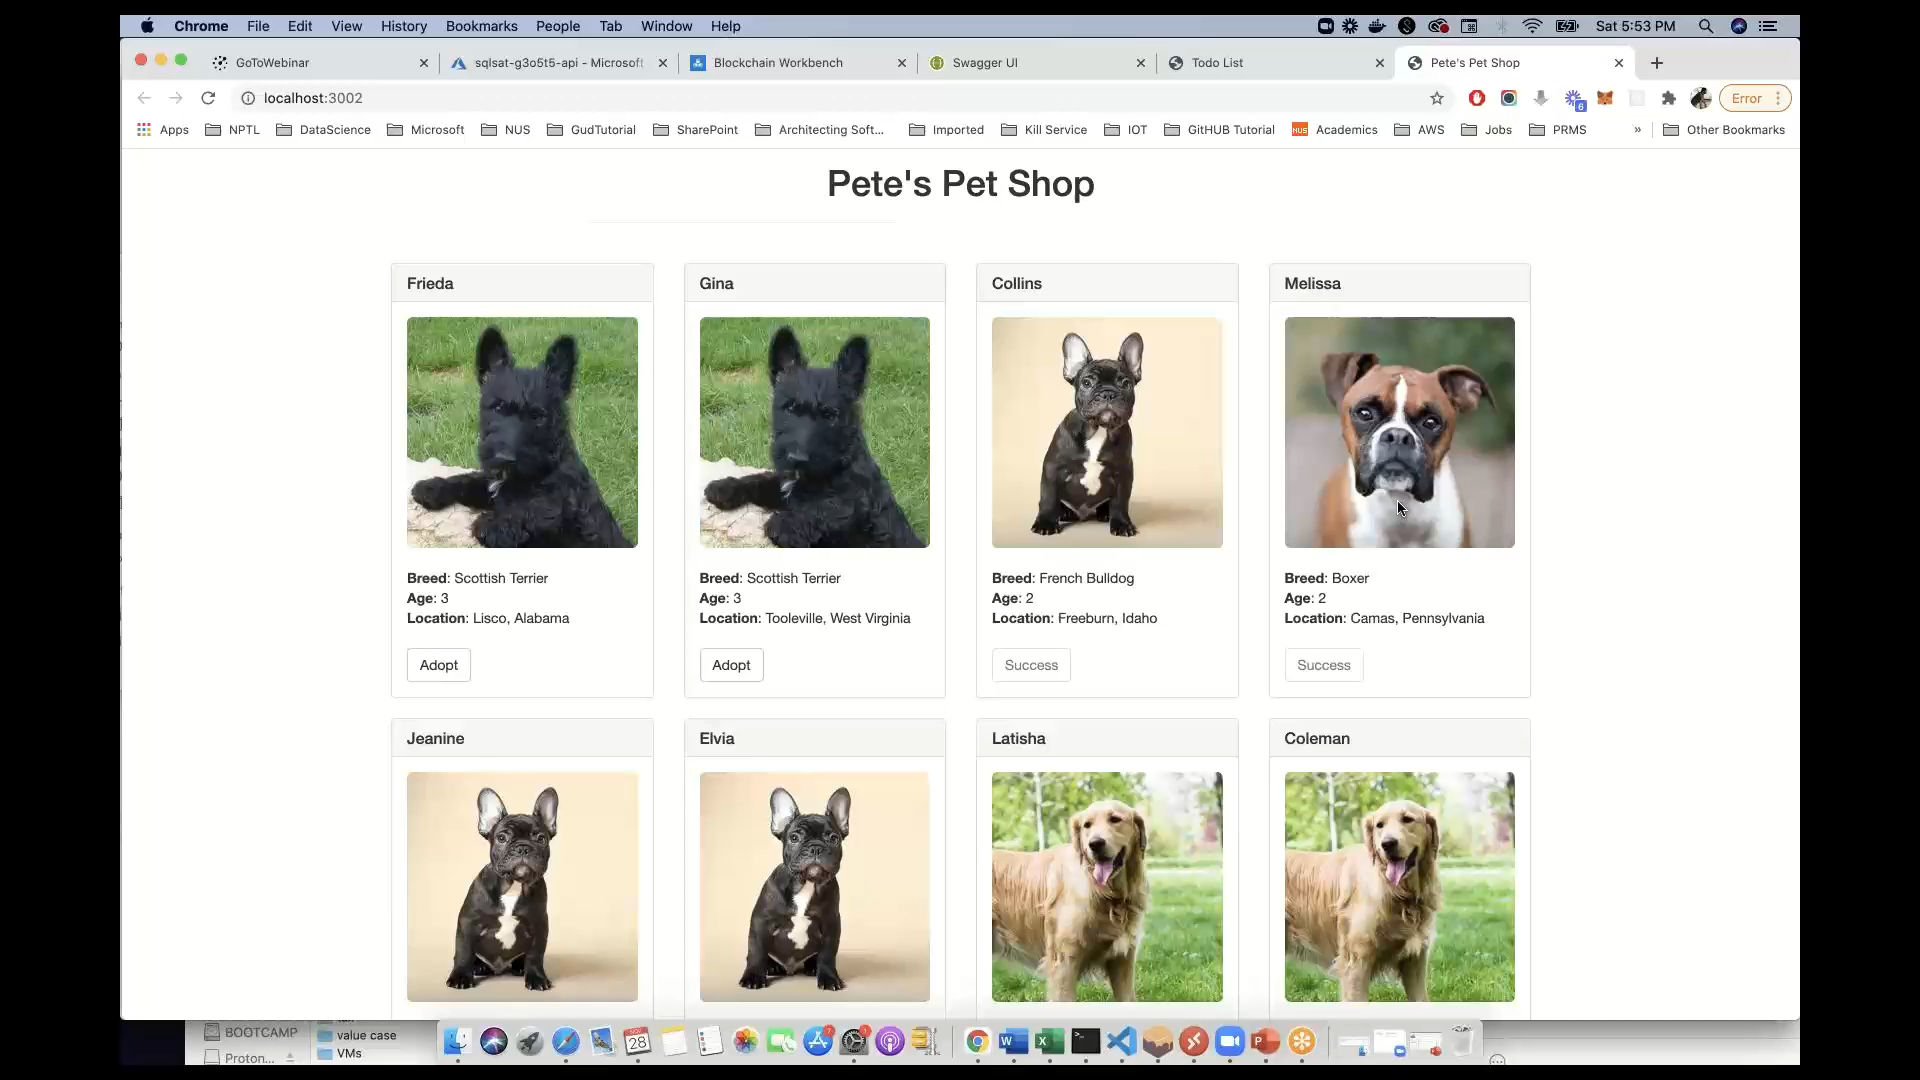 Chrome File Edit View History Bookmarks People Tab Window Help Sat 5:53 PM
GoToWebinar sqlsat-g3o5t5-api - Microsoft Blockchain Workbench Swagger UI Todo List Pete's Pet Shop
localhost:3002 6 Error
Apps NPTL DataScience Microsoft NUS GudTutorial SharePoint Architecting Soft... Imported Kill Service IOT GitHUB Tutorial NUS Academics AWS Jobs PRMS » Other Bookmarks
Pete's Pet Shop
Frieda Gina Collins Melissa
Breed: Scottish Terrier Breed: Scottish Terrier Breed: French Bulldog Breed: Boxer
Age: 3 Age: 3 Age: 2 Age: 2
Location: Lisco, Alabama Location: Tooleville, West Virginia Location: Freeburn, Idaho Location: Camas, Pennsylvania
Adopt Adopt Success Success
Jeanine Elvia Latisha Coleman
BOOTCAMP value case
Proton... VMs
NOV
28